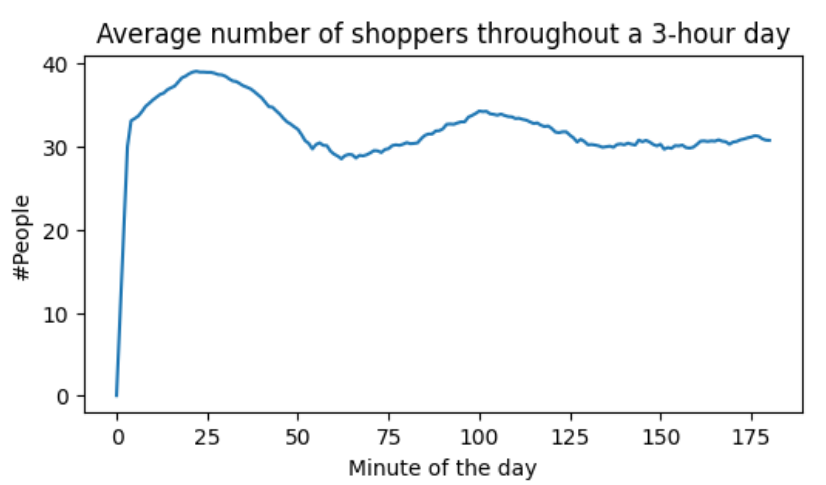 Average number of shoppers throughout a 3-hour day
40
30
20
10
0
#People
0 25 50 75 100 125 150 175
Minute of the day